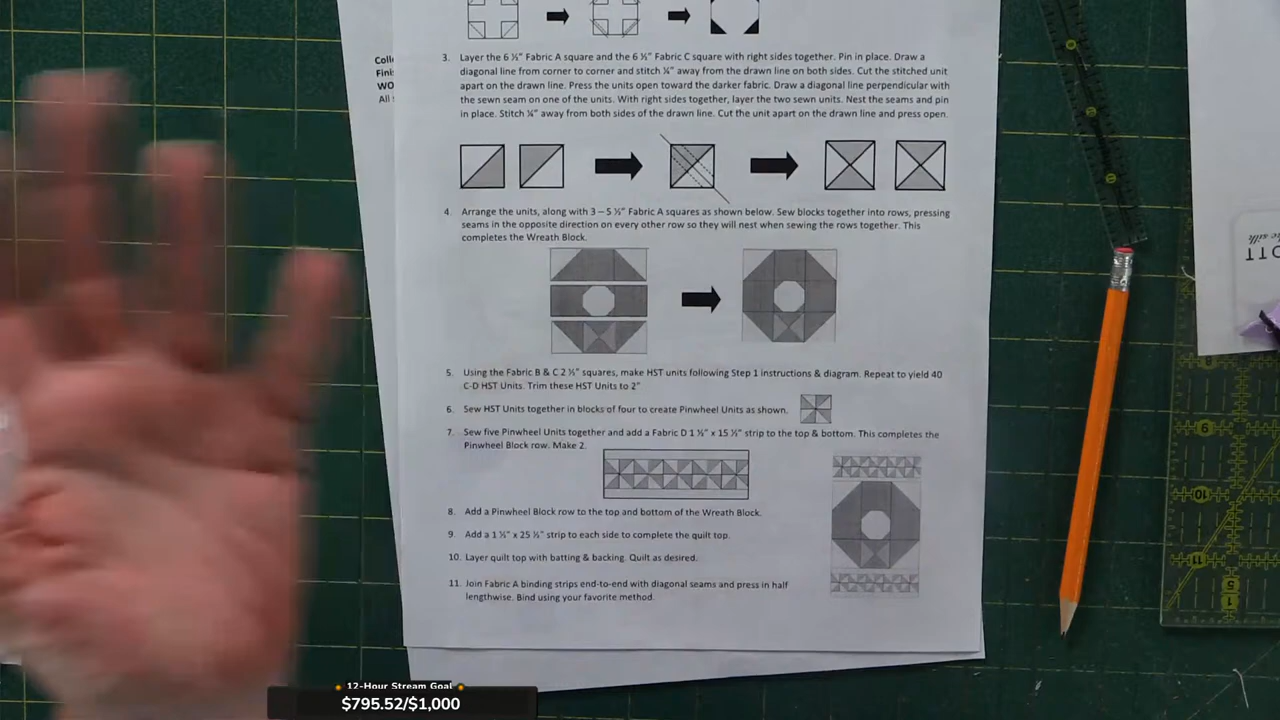 Coll
Fini
WO
All
3. Layer the 6 ½" Fabric A square and the 6 ½" Fabric C square with right sides together. Pin in place. Draw a
diagonal line from corner to corner and stitch ¼" away from the drawn line on both sides. Cut the stitched unit
apart on the drawn line. Press the units open toward the darker fabric. Draw a diagonal line perpendicular with
the sewn seam on one of the units. With right sides together, layer the two sewn units. Nest the seams and pin
in place. Stitch ¼" away from both sides of the drawn line. Cut the unit apart on the drawn line and press open.
4. Arrange the units, along with 3 – 5 ½" Fabric A squares as shown below. Sew blocks together into rows, pressing
seams in the opposite direction on every other row so they will nest when sewing the rows together. This
completes the Wreath Block.
5. Using the Fabric B & C 2 ½" squares, make HST units following Step 1 instructions & diagram. Repeat to yield 40
C-D HST Units. Trim these HST Units to 2"
6. Sew HST Units together in blocks of four to create Pinwheel Units as shown.
7. Sew five Pinwheel Units together and add a Fabric D 1 ½" x 15 ½" strip to the top & bottom. This completes the
Pinwheel Block row. Make 2.
8. Add a Pinwheel Block row to the top and bottom of the Wreath Block.
9. Add a 1 ½" x 25 ½" strip to each side to complete the quilt top.
10. Layer quilt top with batting & backing. Quilt as desired.
11. Join Fabric A binding strips end-to-end with diagonal seams and press in half
lengthwise. Bind using your favorite method.
OTT
silk
9
10
11
12-Hour Stream Goal
$795.52/$1,000